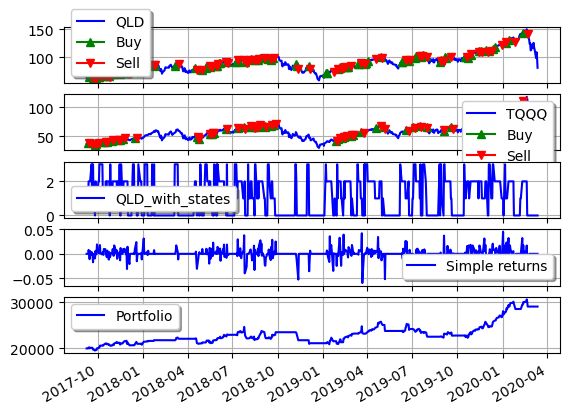 150
100
QLD
Buy
Sell
100
50
TQQQ
Buy
Sell
2
0
QLD_with_states
0.05
0.00
−0.05
Simple returns
30000
20000
Portfolio
2017-10
2018-01
2018-04
2018-07
2018-10
2019-01
2019-04
2019-07
2019-10
2020-01
2020-04